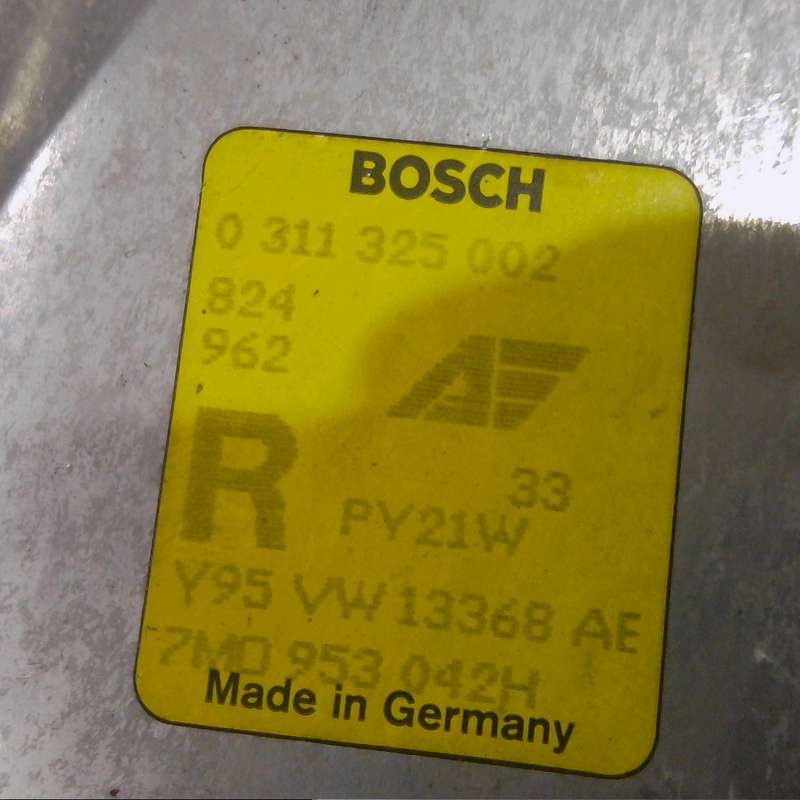 BOSCH
0 311 325 002
824
962
AF
33
R
PY21W
Y95 VW 13368 AE
7M0 953 042H
Made in Germany